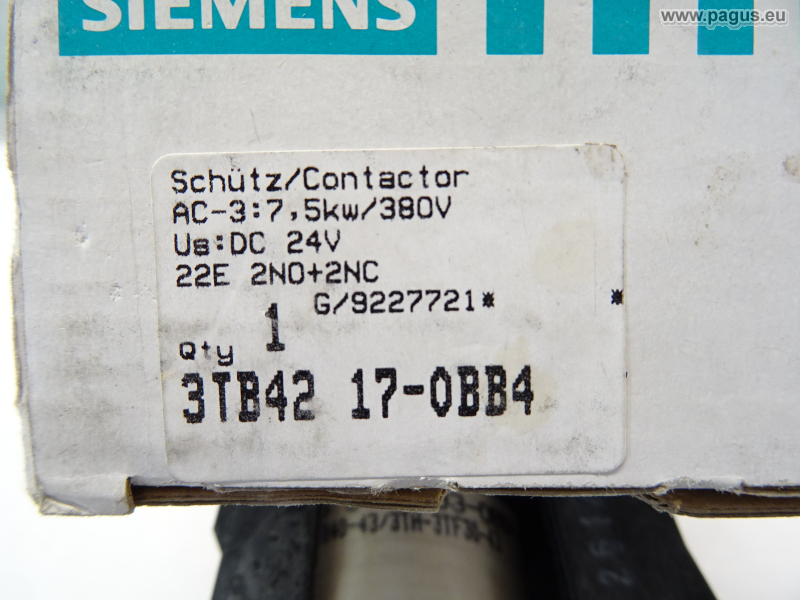 www.pagus.eu
SIEMENS
Schütz/Contactor
AC-3:7,5kw/380V
Us:DC 24V
22E 2NO+2NC
G/9227721* *
Qty 1
3TB42 17-0BB4